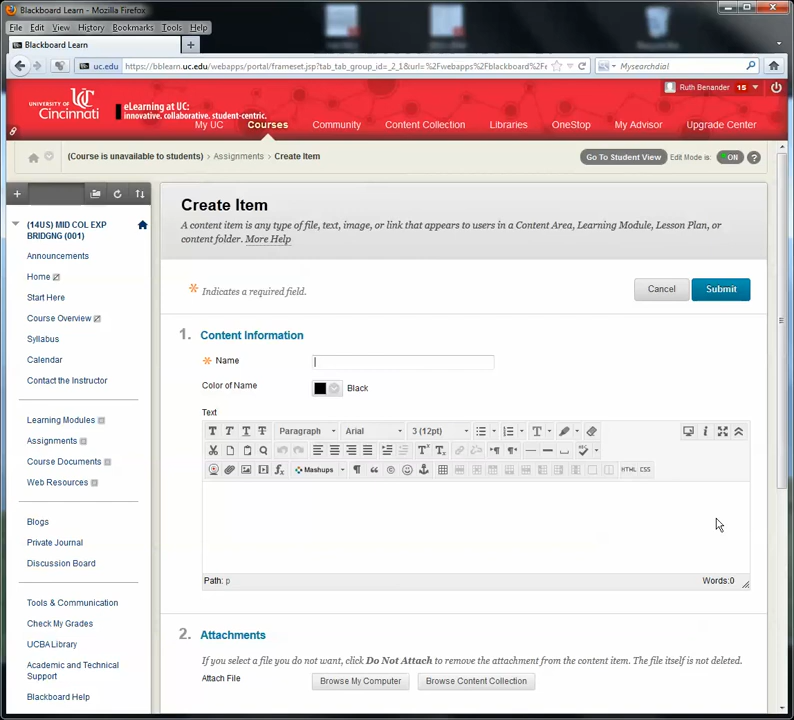 Blackboard Learn - Mozilla Firefox
File Edit View History Bookmarks Tools Help
Blackboard Learn
uc.edu https://bblearn.uc.edu/webapps/portal/frameset.jsp?tab_tab_group_id=_2_1&url=%2Fwebapps%2Fblackboard%2Fe
Mysearchdial
Ruth Benander 15
UNIVERSITY OF
Cincinnati
eLearning at UC:
innovative. collaborative. student-centric.
My UC Courses Community Content Collection Libraries OneStop My Advisor Upgrade Center
(Course is unavailable to students) Assignments Create Item
Go To Student View Edit Mode is: ON ?
(14US) MID COL EXP
BRIDGNG (001)
Announcements
Home
Start Here
Course Overview
Syllabus
Calendar
Contact the Instructor
Learning Modules
Assignments
Course Documents
Web Resources
Blogs
Private Journal
Discussion Board
Tools & Communication
Check My Grades
UCBA Library
Academic and Technical
Support
Blackboard Help
Create Item
A content item is any type of file, text, image, or link that appears to users in a Content Area, Learning Module, Lesson Plan, or
content folder. More Help
* Indicates a required field.
Cancel Submit
1. Content Information
* Name
Color of Name Black
Text
T T T T Paragraph Arial 3 (12pt)
Mashups HTML CSS
Path: p Words:0
2. Attachments
If you select a file you do not want, click Do Not Attach to remove the attachment from the content item. The file itself is not deleted.
Attach File Browse My Computer Browse Content Collection